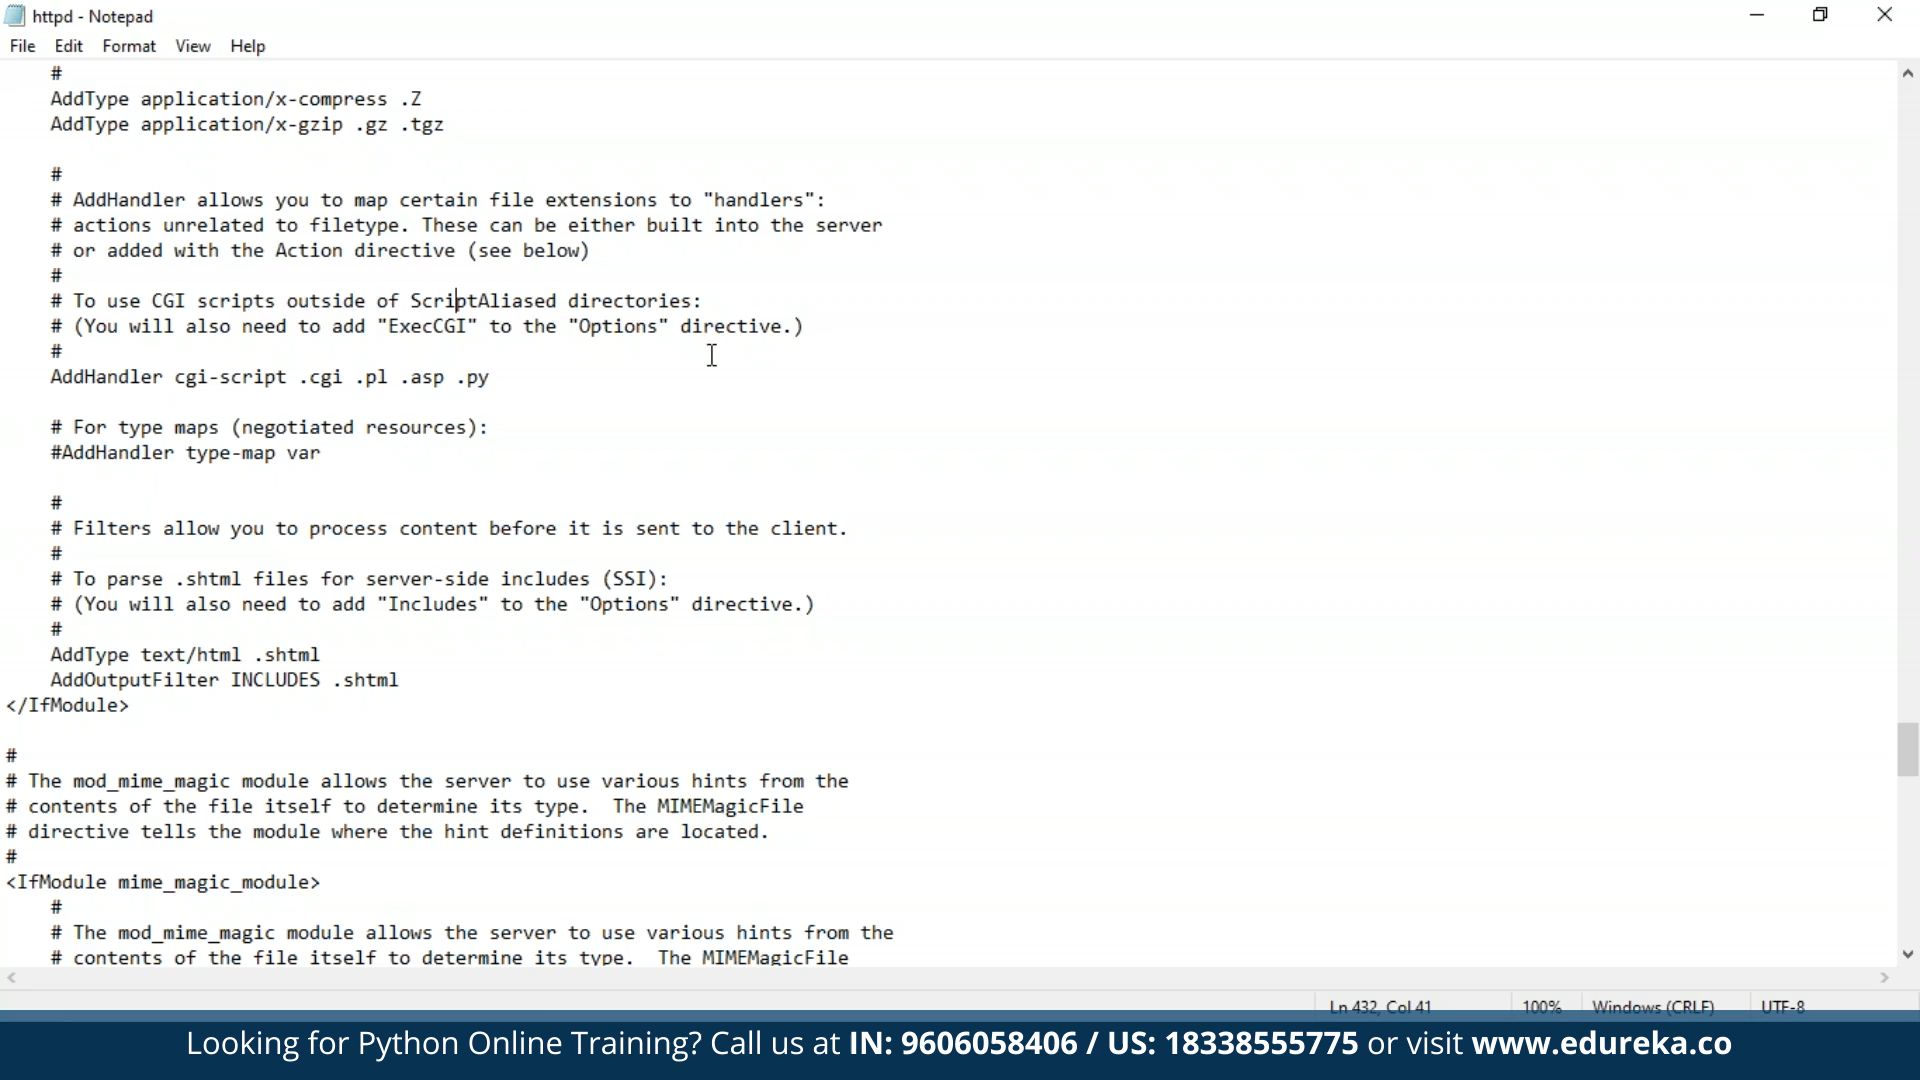 httpd - Notepad
File Edit Format View Help
#
AddType application/x-compress .Z
AddType application/x-gzip .gz .tgz
#
# AddHandler allows you to map certain file extensions to "handlers":
# actions unrelated to filetype. These can be either built into the server
# or added with the Action directive (see below)
#
# To use CGI scripts outside of ScriptAliased directories:
# (You will also need to add "ExecCGI" to the "Options" directive.)
#
AddHandler cgi-script .cgi .pl .asp .py
# For type maps (negotiated resources):
#AddHandler type-map var
#
# Filters allow you to process content before it is sent to the client.
#
# To parse .shtml files for server-side includes (SSI):
# (You will also need to add "Includes" to the "Options" directive.)
#
AddType text/html .shtml
AddOutputFilter INCLUDES .shtml
</IfModule>
#
# The mod_mime_magic module allows the server to use various hints from the
# contents of the file itself to determine its type.  The MIMEMagicFile
# directive tells the module where the hint definitions are located.
#
<IfModule mime_magic_module>
#
# The mod_mime_magic module allows the server to use various hints from the
# contents of the file itself to determine its type.  The MIMEMagicFile
Ln 432, Col 41 100% Windows (CRLF) UTF-8
Looking for Python Online Training? Call us at IN: 9606058406 / US: 18338555775 or visit www.edureka.co